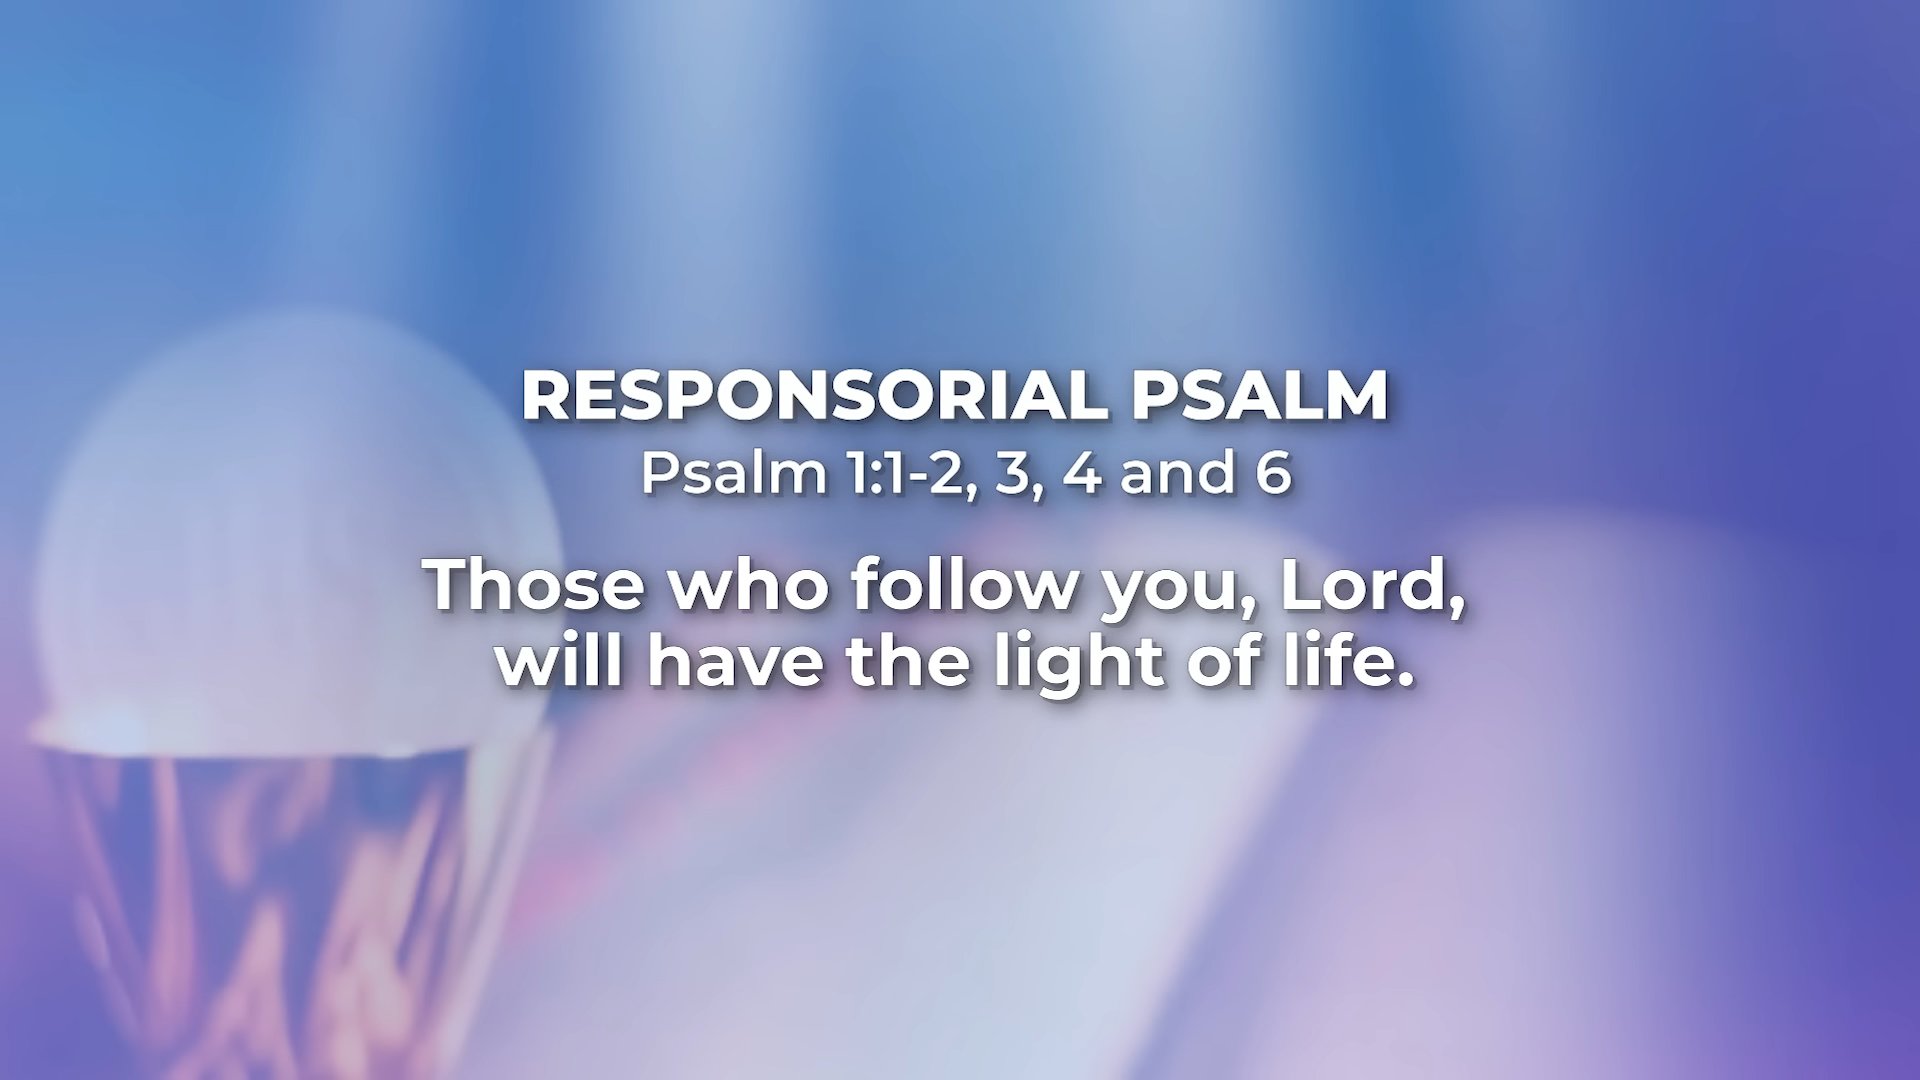 RESPONSORIAL PSALM
Psalm 1:1-2, 3, 4 and 6
Those who follow you, Lord,
will have the light of life.